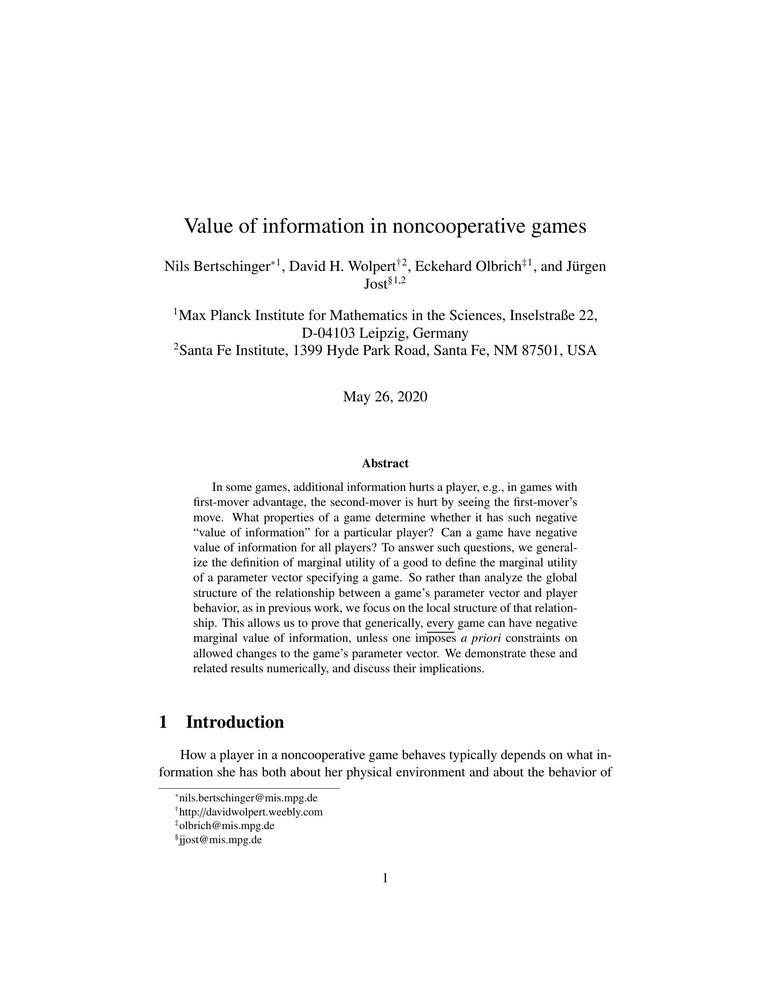 Value of information in noncooperative games
Nils Bertschinger∗1, David H. Wolpert†2, Eckehard Olbrich‡1, and Jürgen
Jost§1,2
1Max Planck Institute for Mathematics in the Sciences, Inselstraße 22,
D-04103 Leipzig, Germany
2Santa Fe Institute, 1399 Hyde Park Road, Santa Fe, NM 87501, USA
May 26, 2020
Abstract
In some games, additional information hurts a player, e.g., in games with
first-mover advantage, the second-mover is hurt by seeing the first-mover's
move. What properties of a game determine whether it has such negative
“value of information” for a particular player? Can a game have negative
value of information for all players? To answer such questions, we general-
ize the definition of marginal utility of a good to define the marginal utility
of a parameter vector specifying a game. So rather than analyze the global
structure of the relationship between a game's parameter vector and player
behavior, as in previous work, we focus on the local structure of that relation-
ship. This allows us to prove that generically, every game can have negative
marginal value of information, unless one imposes a priori constraints on
allowed changes to the game's parameter vector. We demonstrate these and
related results numerically, and discuss their implications.
1 Introduction
How a player in a noncooperative game behaves typically depends on what in-
formation she has both about her physical environment and about the behavior of
∗nils.bertschinger@mis.mpg.de
†http://davidwolpert.weebly.com
‡olbrich@mis.mpg.de
§jjost@mis.mpg.de
1